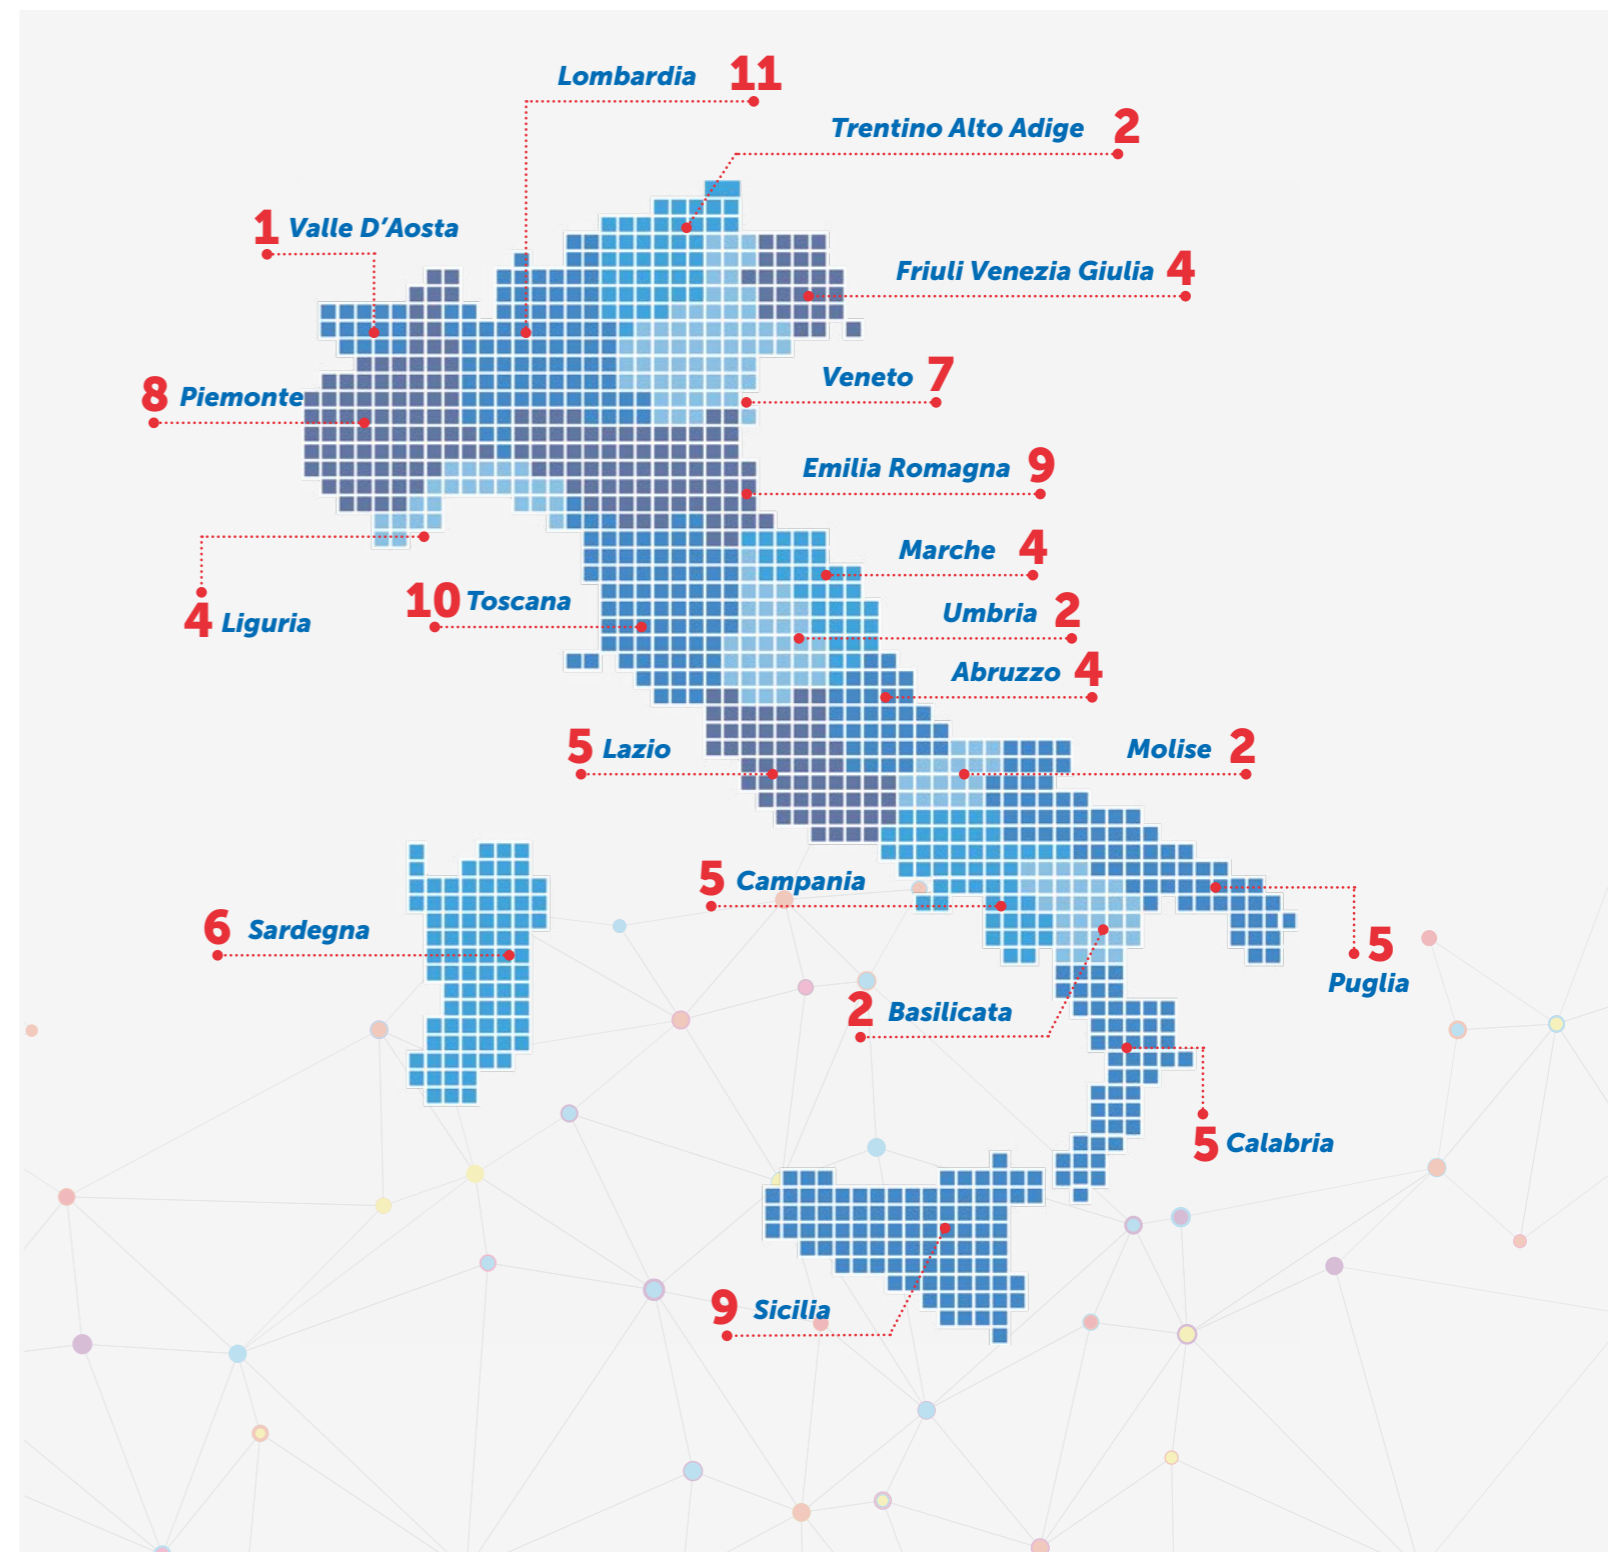 Lombardia 11
Trentino Alto Adige 2
1 Valle D'Aosta
Friuli Venezia Giulia 4
Veneto 7
8 Piemonte
Emilia Romagna 9
Marche 4
10 Toscana
Umbria 2
4 Liguria
Abruzzo 4
5 Lazio
Molise 2
5 Campania
6 Sardegna
5
Puglia
2 Basilicata
5 Calabria
9 Sicilia